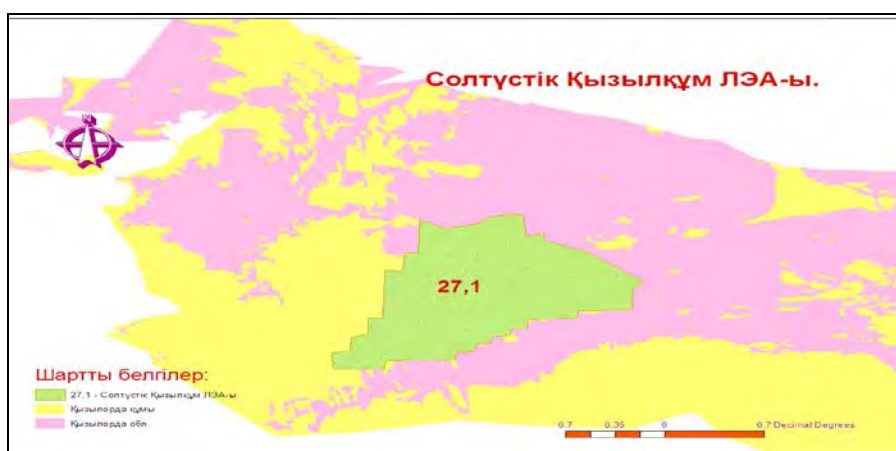 Солтүстік Қызылқұм ЛЭА-ы.
N
27,1
Шартты белгілер:
27,1 - Солтүстік Қызылқұм ЛЭА-ы
Қызылорда құмы
Қызылорда обл
0.7 0.35 0 0.7 Decimal Degrees